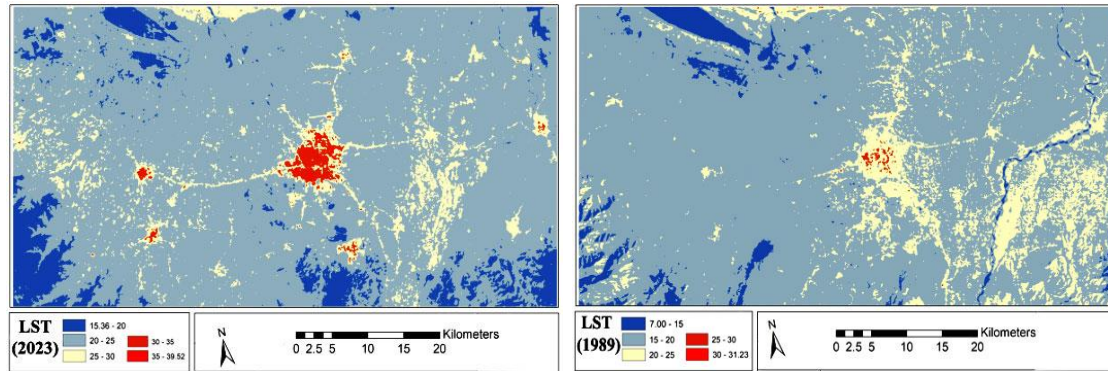 LST
(2023)
15.36 - 20
20 - 25
25 - 30
30 - 35
35 - 39.52
N
Kilometers
0 2.5 5 10 15 20
LST
(1989)
7.00 - 15
15 - 20
20 - 25
25 - 30
30 - 31.23
N
Kilometers
0 2.5 5 10 15 20